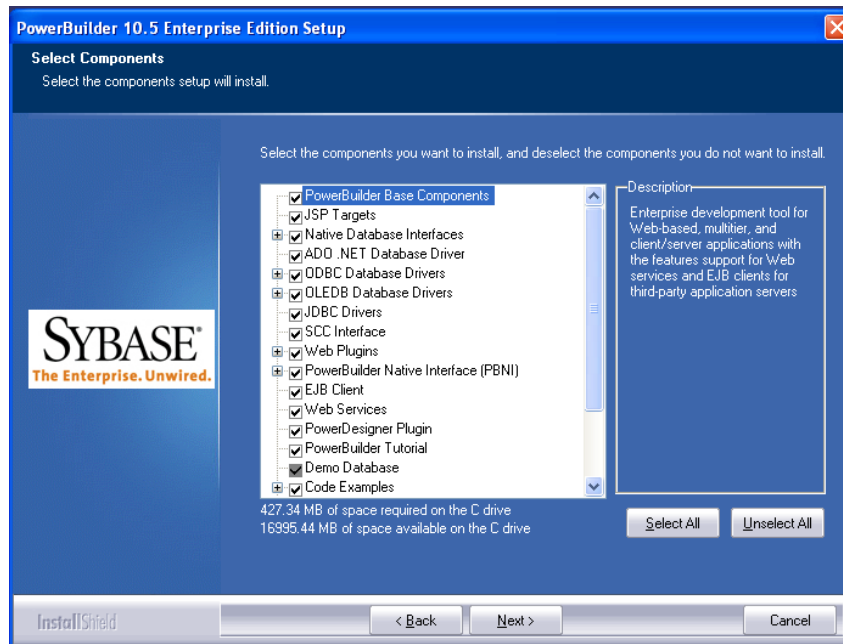 PowerBuilder 10.5 Enterprise Edition Setup
Select Components
Select the components setup will install.
Select the components you want to install, and deselect the components you do not want to install.
PowerBuilder Base Components
JSP Targets
Native Database Interfaces
ADO .NET Database Driver
ODBC Database Drivers
OLEDB Database Drivers
JDBC Drivers
SCC Interface
Web Plugins
PowerBuilder Native Interface (PBNI)
EJB Client
Web Services
PowerDesigner Plugin
PowerBuilder Tutorial
Demo Database
Code Examples
Description
Enterprise development tool for
Web-based, multitier, and
client/server applications with
the features support for Web
services and EJB clients for
third-party application servers
SYBASE®
The Enterprise. Unwired.
427.34 MB of space required on the C drive
16995.44 MB of space available on the C drive
Select All
Unselect All
InstallShield
< Back
Next >
Cancel